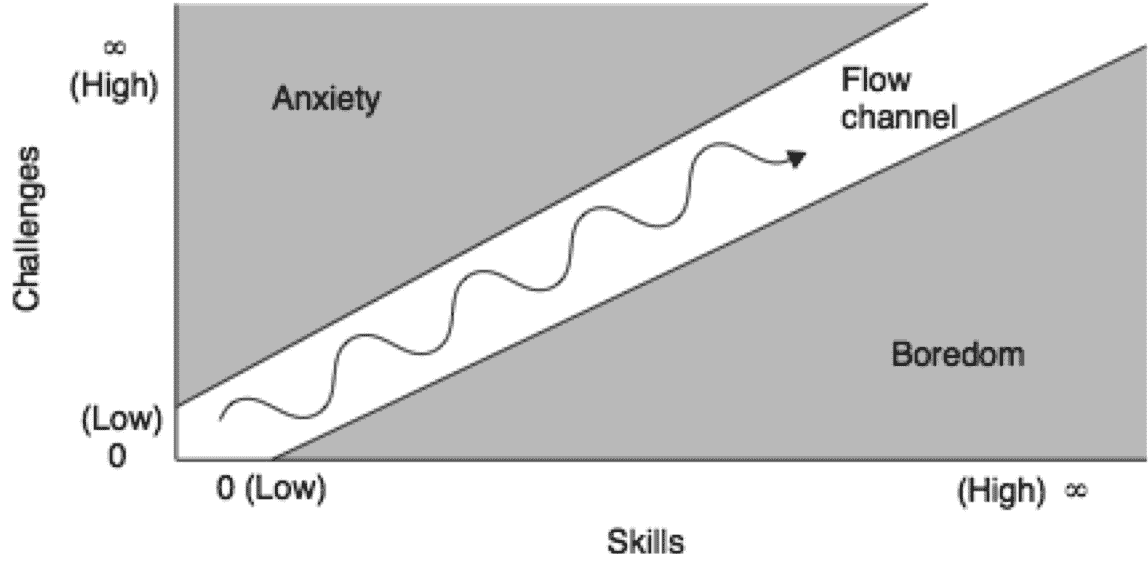 ∞
(High)
Anxiety
Flow
channel
Challenges
Boredom
(Low)
0
0 (Low)
(High) ∞
Skills